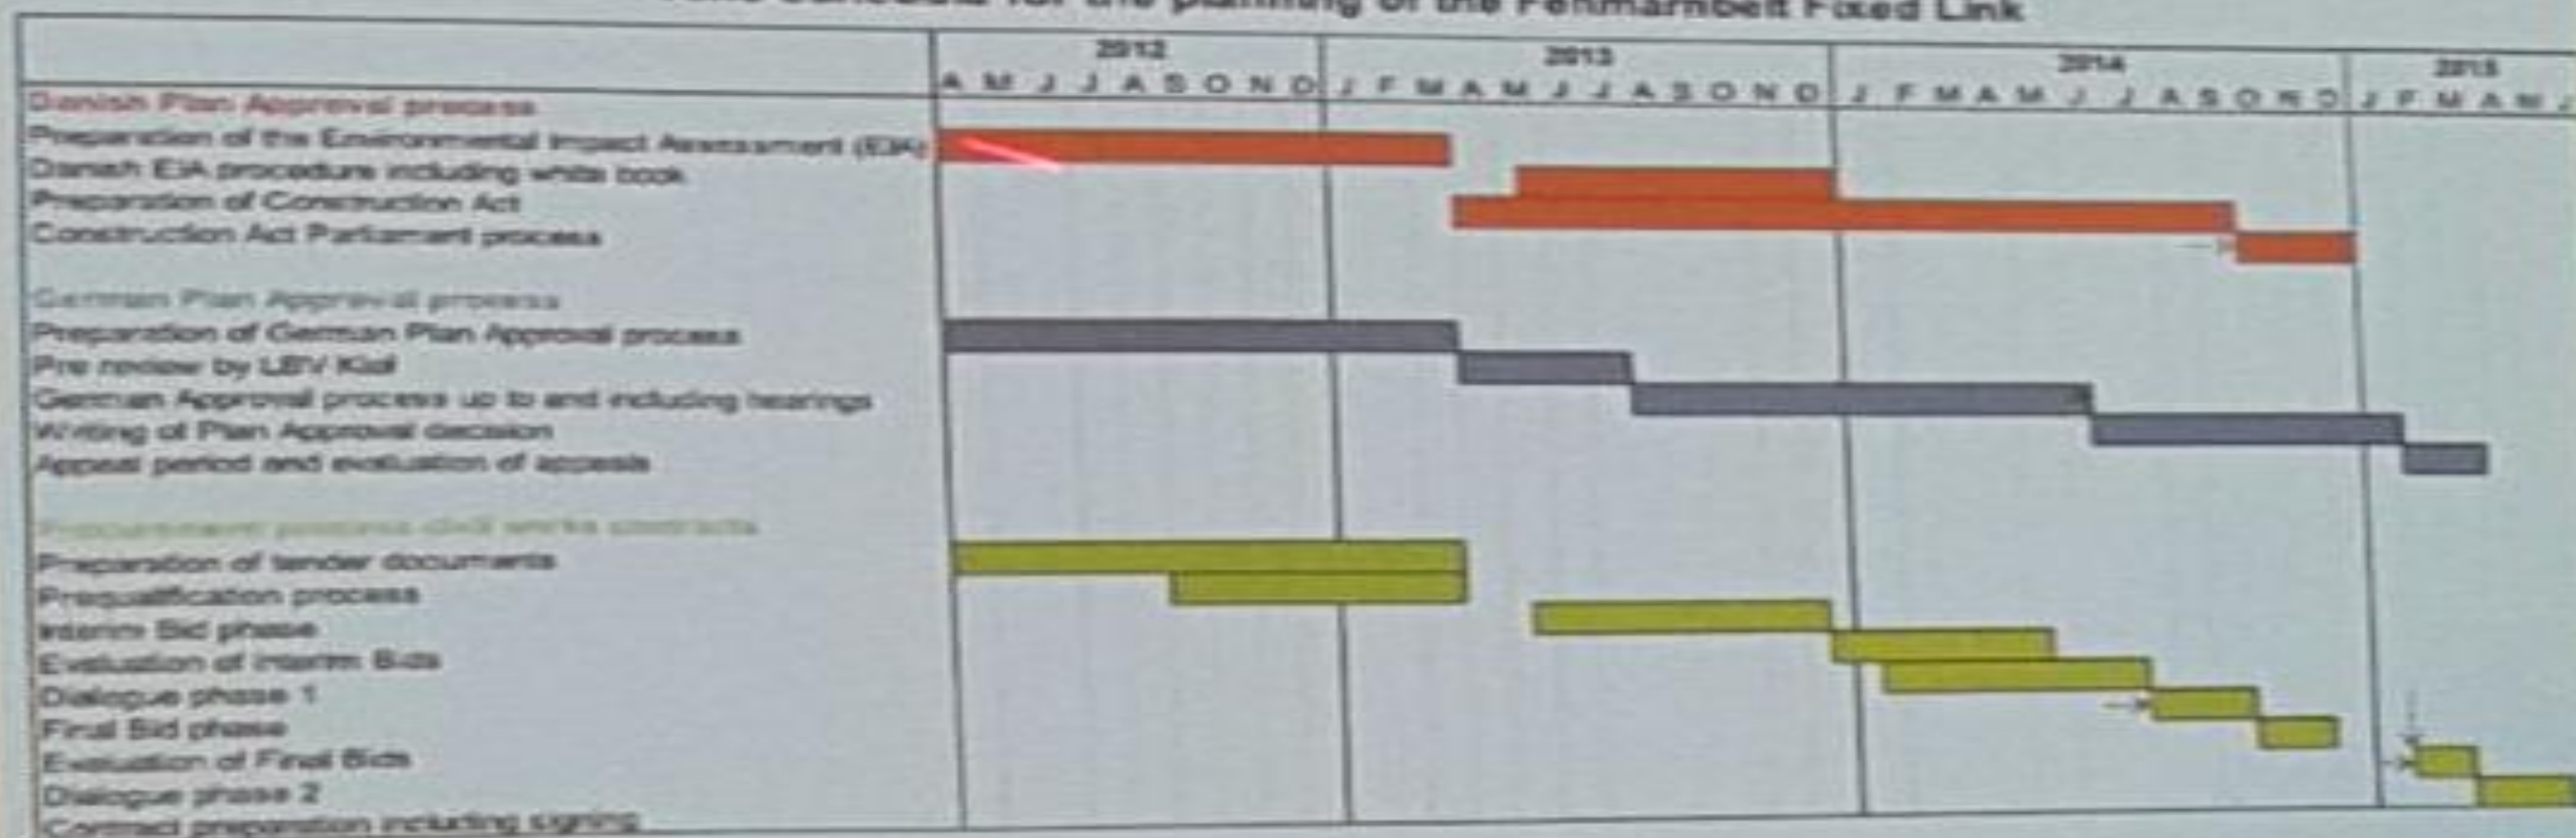 schedule for the planning of the Fehmarnbelt Fixed Link
2012 2013 2014 2015
A M J J A S O N D J F M A M J J A S O N D J F M A M J J A S O N D J F M A M J
Danish Plan Approval process
Preparation of the Environmental Impact Assessment (EIA)
Danish EIA procedure including white book
Preparation of Construction Act
Construction Act Parliament process
German Plan Approval process
Preparation of German Plan Approval process
Pre review by LBV Kiel
German Approval process up to and including hearings
Writing of Plan Approval decision
Appeal period and evaluation of appeals
Procurement process civil works contracts
Preparation of tender documents
Prequalification process
Interim Bid phase
Evaluation of interim Bids
Dialogue phase 1
Final Bid phase
Evaluation of Final Bids
Dialogue phase 2
Contract preparation including signing